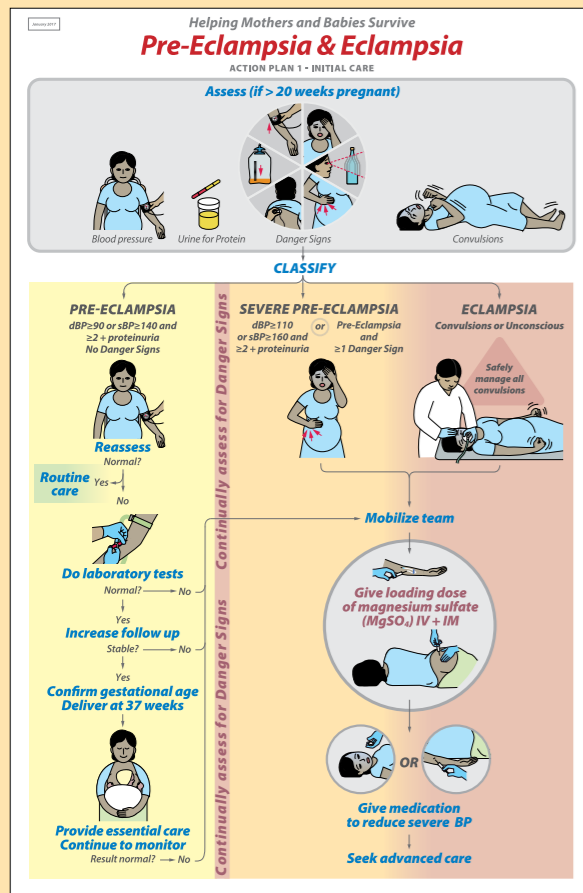 January 2017
Helping Mothers and Babies Survive
Pre-Eclampsia & Eclampsia
ACTION PLAN 1 - INITIAL CARE
Assess (if > 20 weeks pregnant)
Blood pressure
Urine for Protein
Danger Signs
Convulsions
CLASSIFY
PRE-ECLAMPSIA
dBP≥90 or sBP≥140 and
≥2 + proteinuria
No Danger Signs
Reassess
Normal?
Routine
care
Yes
No
Do laboratory tests
Normal? No
Yes
Increase follow up
Stable? No
Yes
Confirm gestational age
Deliver at 37 weeks
Provide essential care
Continue to monitor
Result normal? No
Continually assess for Danger Signs
Continually assess for Danger Signs
SEVERE PRE-ECLAMPSIA
dBP≥110
or sBP≥160 and
≥2 + proteinuria
or
Pre-Eclampsia
and
≥1 Danger Sign
ECLAMPSIA
Convulsions or Unconscious
Safely
manage all
convulsions
Mobilize team
Give loading dose
of magnesium sulfate
(MgSO₄) IV + IM
OR
Give medication
to reduce severe BP
Seek advanced care